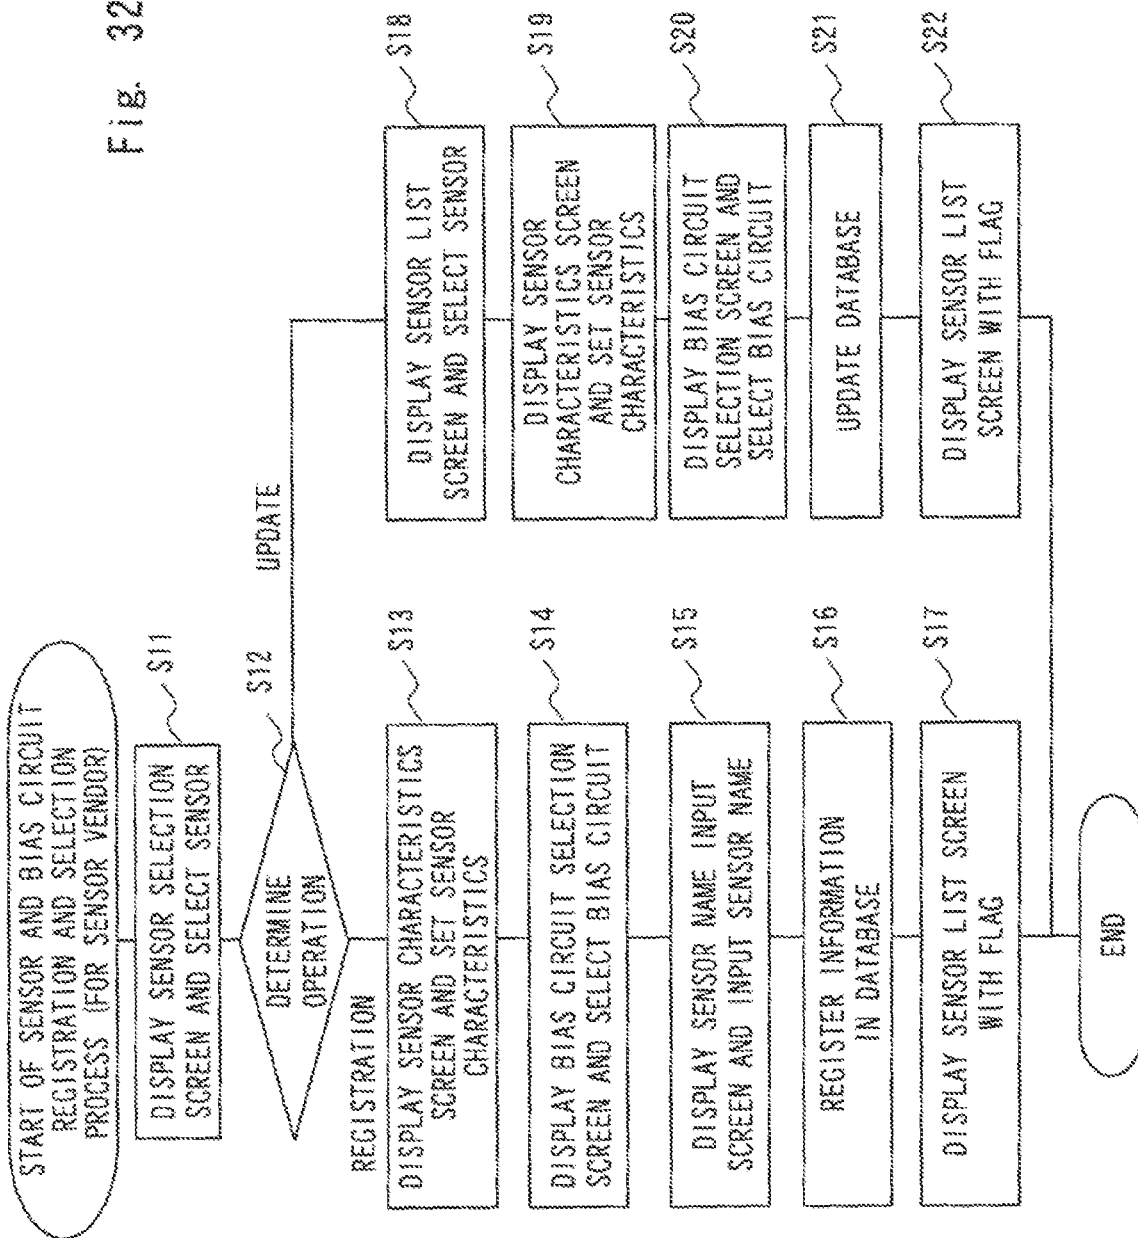 Fig. 32
START OF SENSOR AND BIAS CIRCUIT
REGISTRATION AND SELECTION
PROCESS (FOR SENSOR VENDOR)
S11
DISPLAY SENSOR SELECTION
SCREEN AND SELECT SENSOR
S12
DETERMINE
OPERATION
UPDATE
REGISTRATION
S13
DISPLAY SENSOR CHARACTERISTICS
SCREEN AND SET SENSOR
CHARACTERISTICS
S14
DISPLAY BIAS CIRCUIT SELECTION
SCREEN AND SELECT BIAS CIRCUIT
S15
DISPLAY SENSOR NAME INPUT
SCREEN AND INPUT SENSOR NAME
S16
REGISTER INFORMATION
IN DATABASE
S17
DISPLAY SENSOR LIST SCREEN
WITH FLAG
S18
DISPLAY SENSOR LIST
SCREEN AND SELECT SENSOR
S19
DISPLAY SENSOR
CHARACTERISTICS SCREEN
AND SET SENSOR
CHARACTERISTICS
S20
DISPLAY BIAS CIRCUIT
SELECTION SCREEN AND
SELECT BIAS CIRCUIT
S21
UPDATE DATABASE
S22
DISPLAY SENSOR LIST
SCREEN WITH FLAG
END